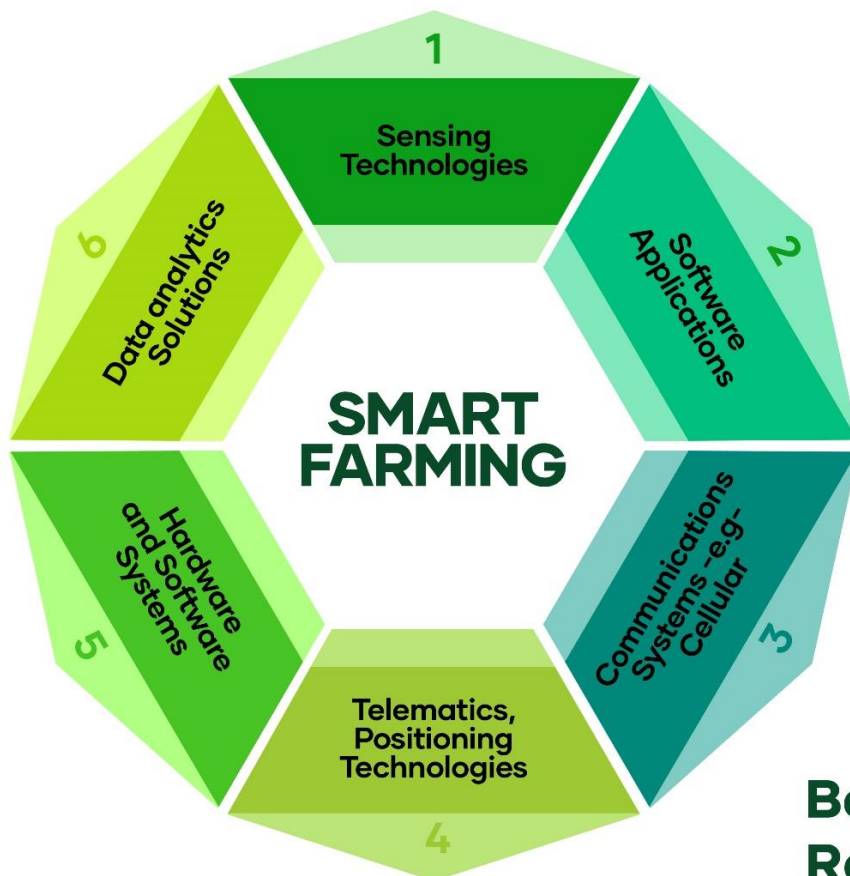 1
Sensing
Technologies
2
Software
Applications
3
Communications
Systems -e.g-
Cellular
4
Telematics,
Positioning
Technologies
5
Hardware
and Software
Systems
6
Data analytics
Solutions
SMART
FARMING